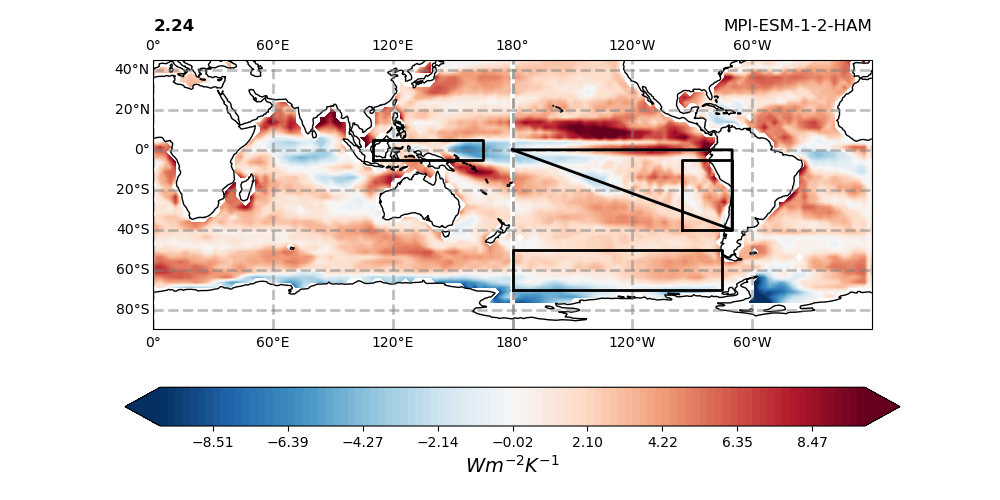 2.24 MPI-ESM-1-2-HAM
0° 60°E 120°E 180° 120°W 60°W
40°N
20°N
0°
20°S
40°S
60°S
80°S
0° 60°E 120°E 180° 120°W 60°W
−8.51 −6.39 −4.27 −2.14 −0.02 2.10 4.22 6.35 8.47
Wm⁻²K⁻¹